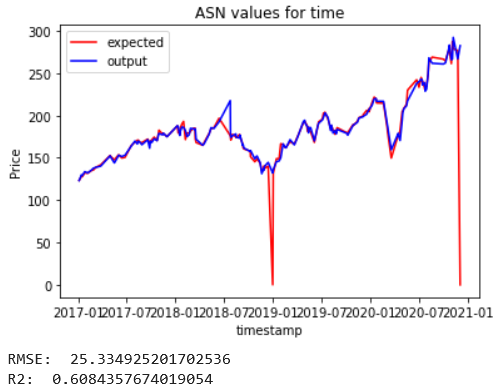 ASN values for time
expected
output
300
250
200
150
100
50
0
Price
2017-01 2017-07 2018-01 2018-07 2019-01 2019-07 2020-01 2020-07 2021-01
timestamp
RMSE:  25.334925201702536
R2:  0.6084357674019054